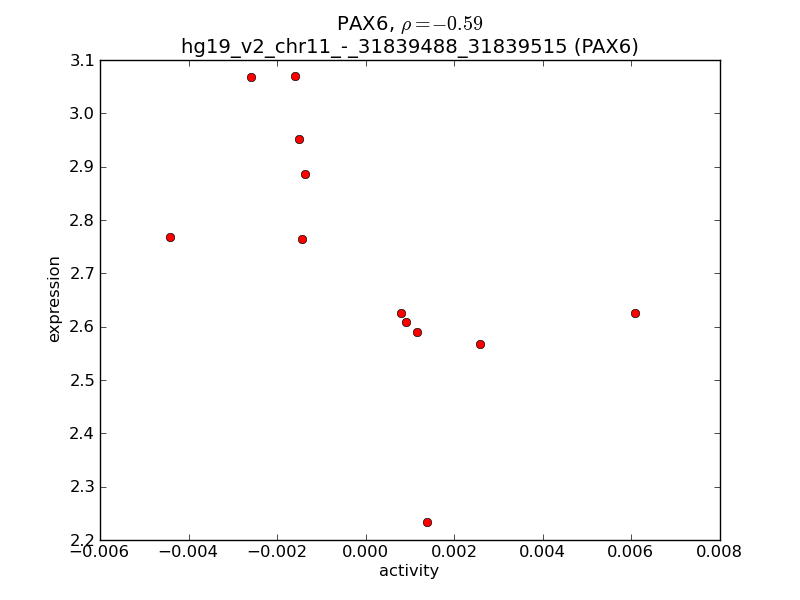 PAX6, ρ = −0.59
hg19_v2_chr11_-_31839488_31839515 (PAX6)
3.1
3.0
2.9
2.8
2.7
2.6
2.5
2.4
2.3
2.2
expression
−0.006 −0.004 −0.002 0.000 0.002 0.004 0.006 0.008
activity